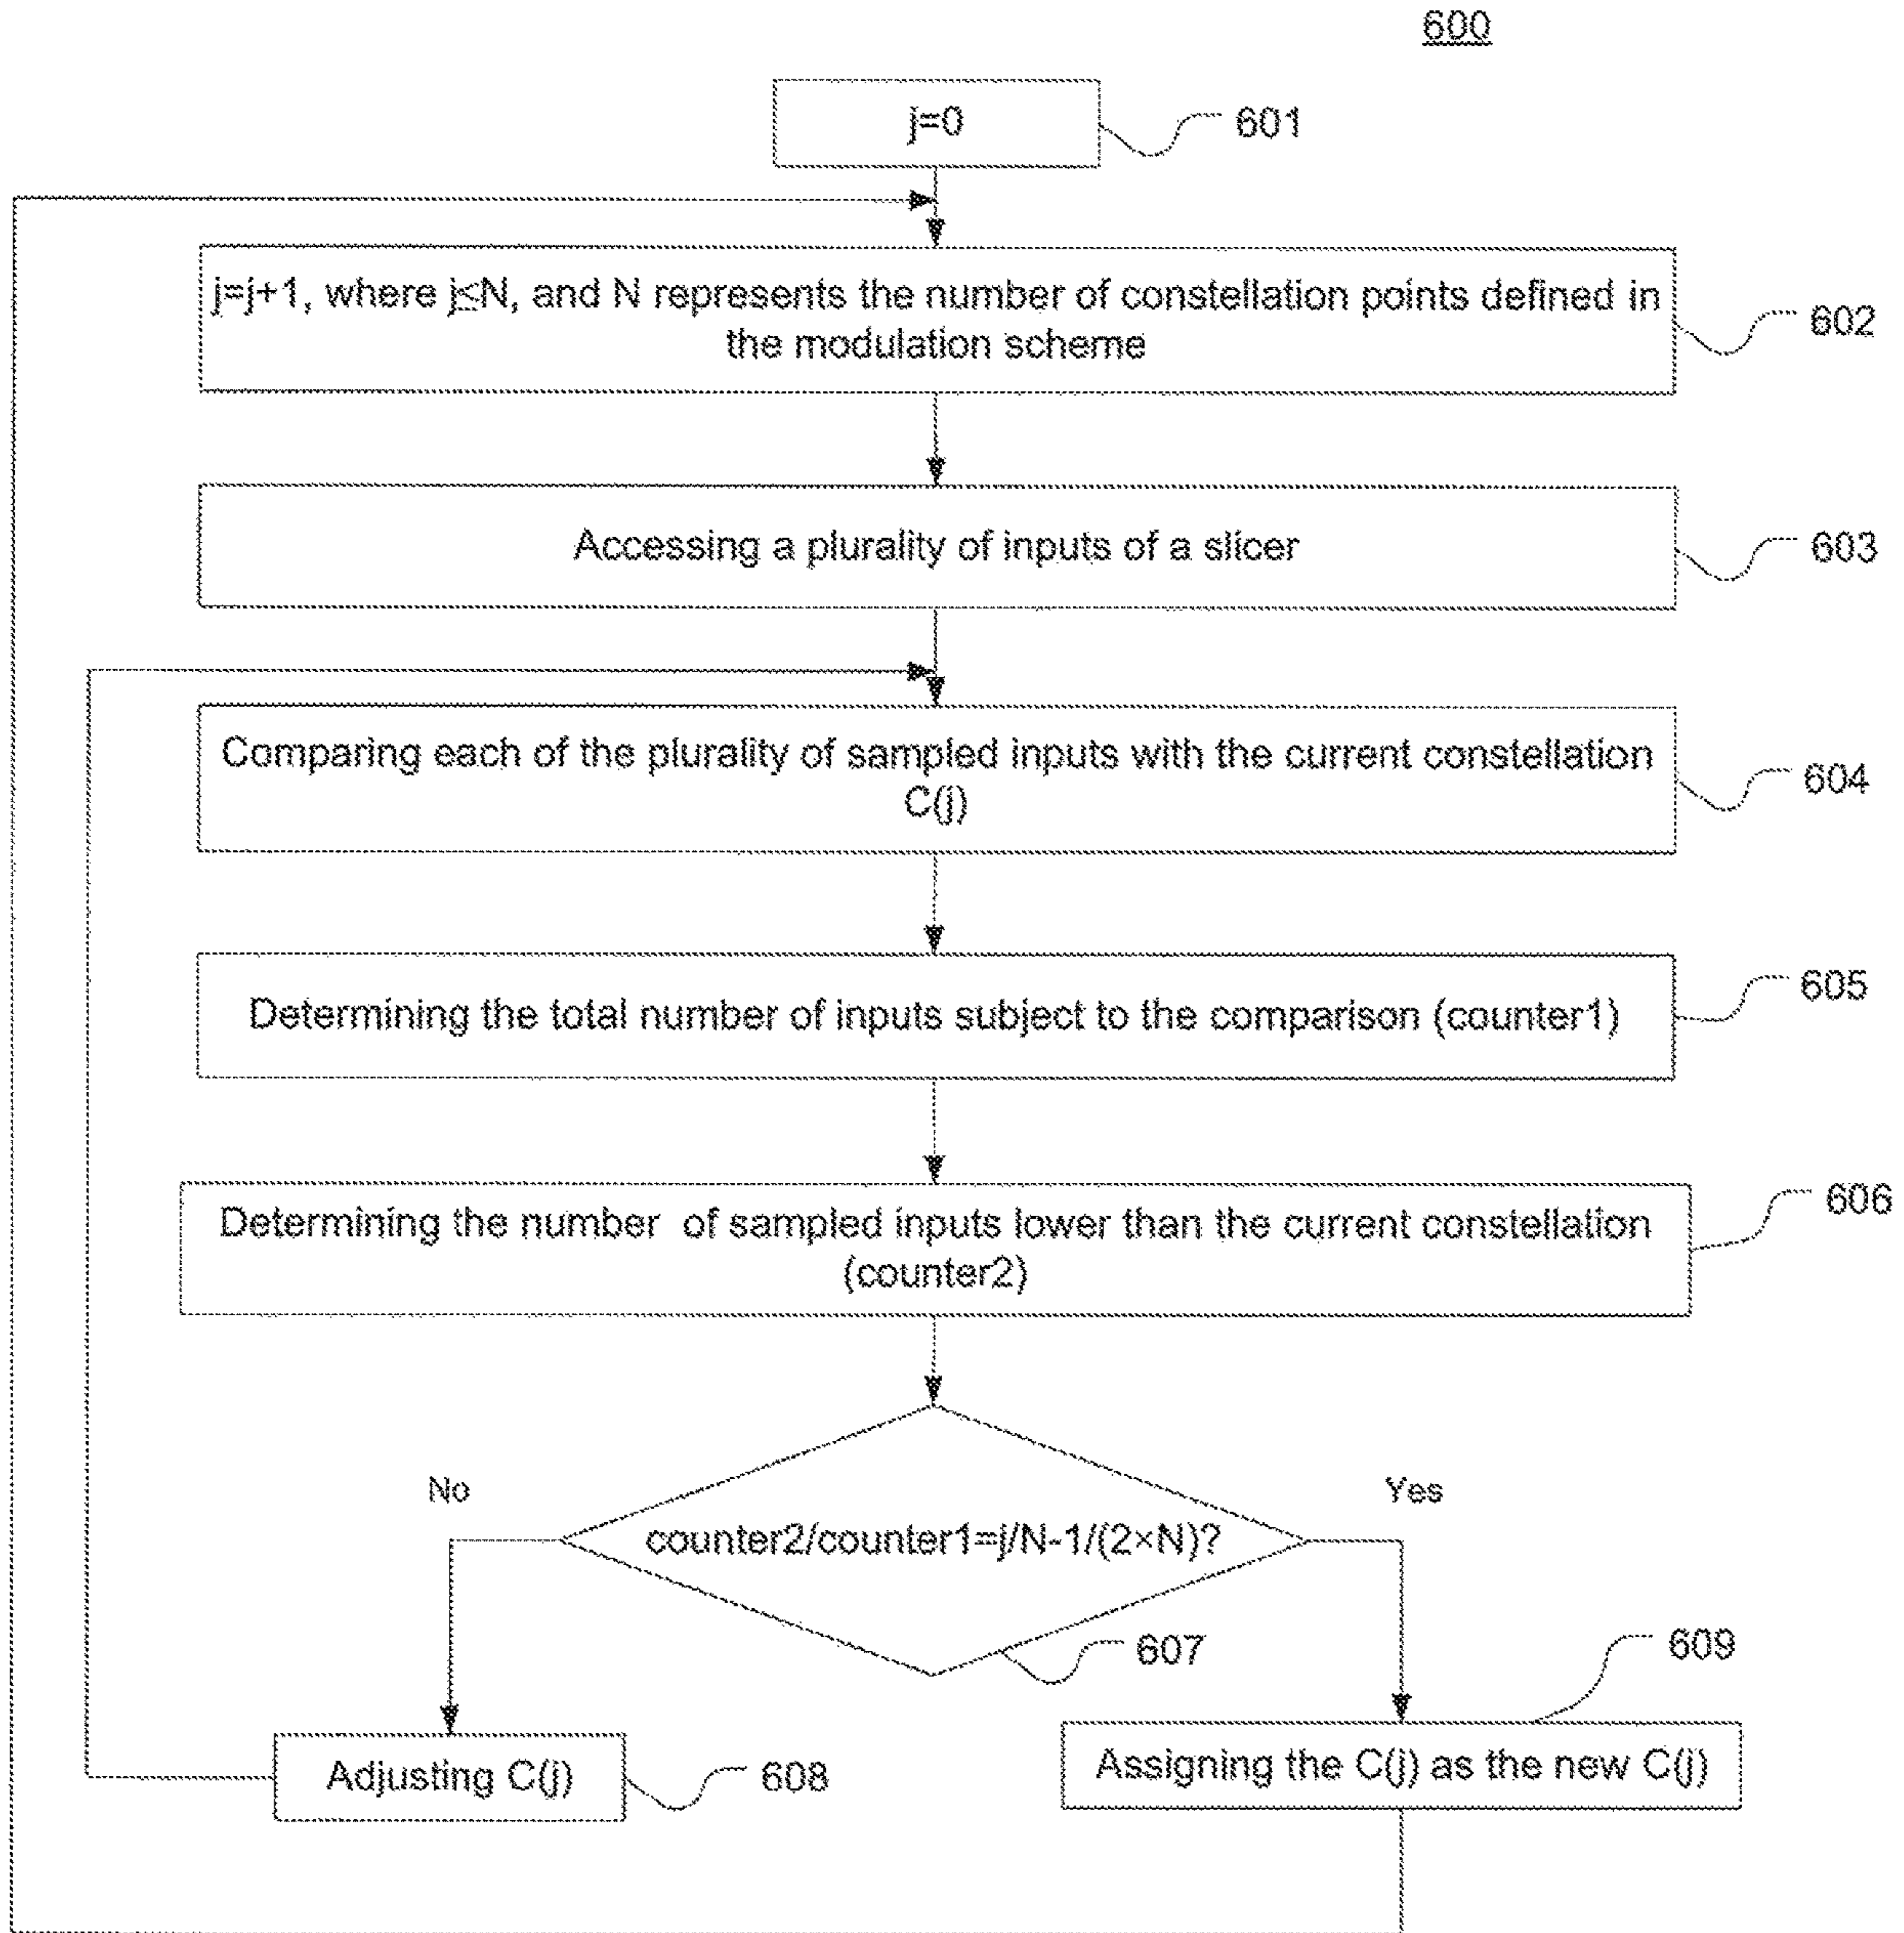 600
j=0
601
j=j+1, where j≤N, and N represents the number of constellation points defined in
the modulation scheme
602
Accessing a plurality of inputs of a slicer
603
Comparing each of the plurality of sampled inputs with the current constellation
C(j)
604
Determining the total number of inputs subject to the comparison (counter1)
605
Determining the number of sampled inputs lower than the current constellation
(counter2)
606
No
Yes
counter2/counter1=j/N-1/(2×N)?
607
609
Adjusting C(j)
608
Assigning the C(j) as the new C(j)